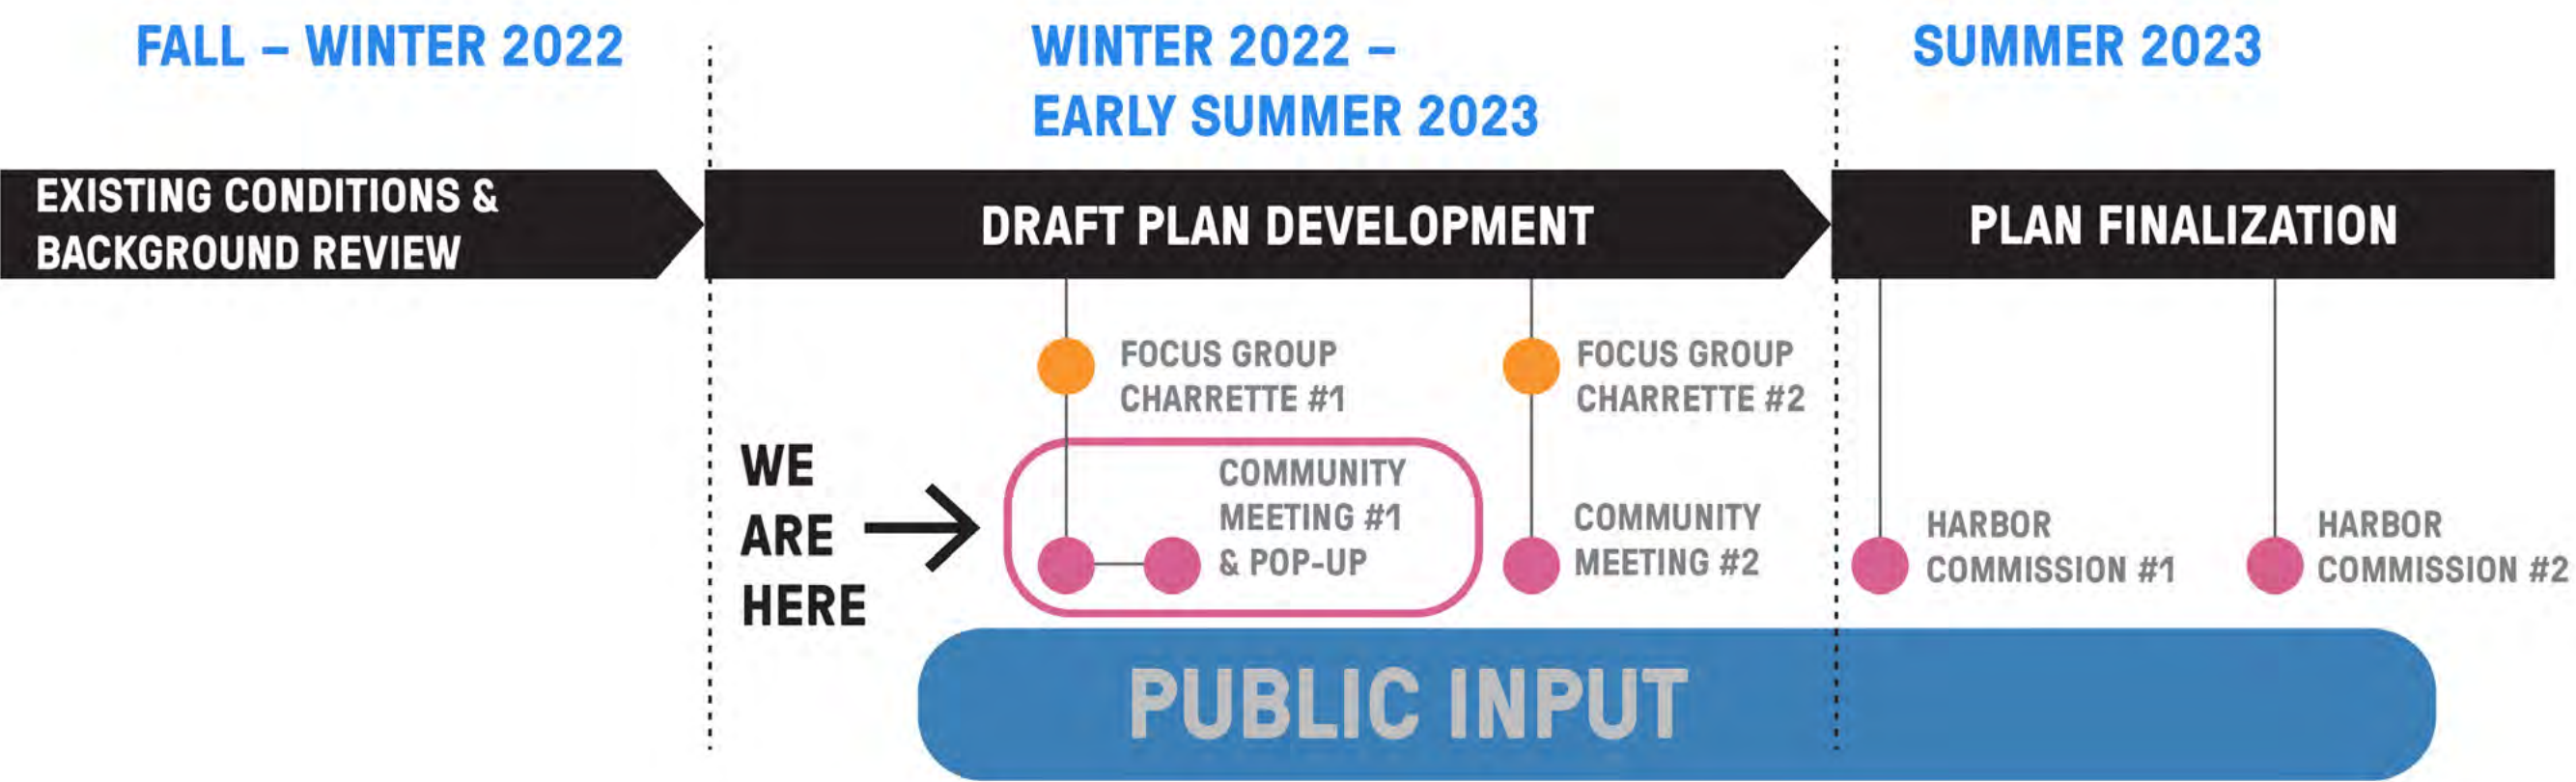 FALL – WINTER 2022
WINTER 2022 –
EARLY SUMMER 2023
SUMMER 2023
EXISTING CONDITIONS &
BACKGROUND REVIEW
DRAFT PLAN DEVELOPMENT
PLAN FINALIZATION
FOCUS GROUP
CHARRETTE #1
FOCUS GROUP
CHARRETTE #2
WE
ARE
HERE
COMMUNITY
MEETING #1
& POP-UP
COMMUNITY
MEETING #2
HARBOR
COMMISSION #1
HARBOR
COMMISSION #2
PUBLIC INPUT